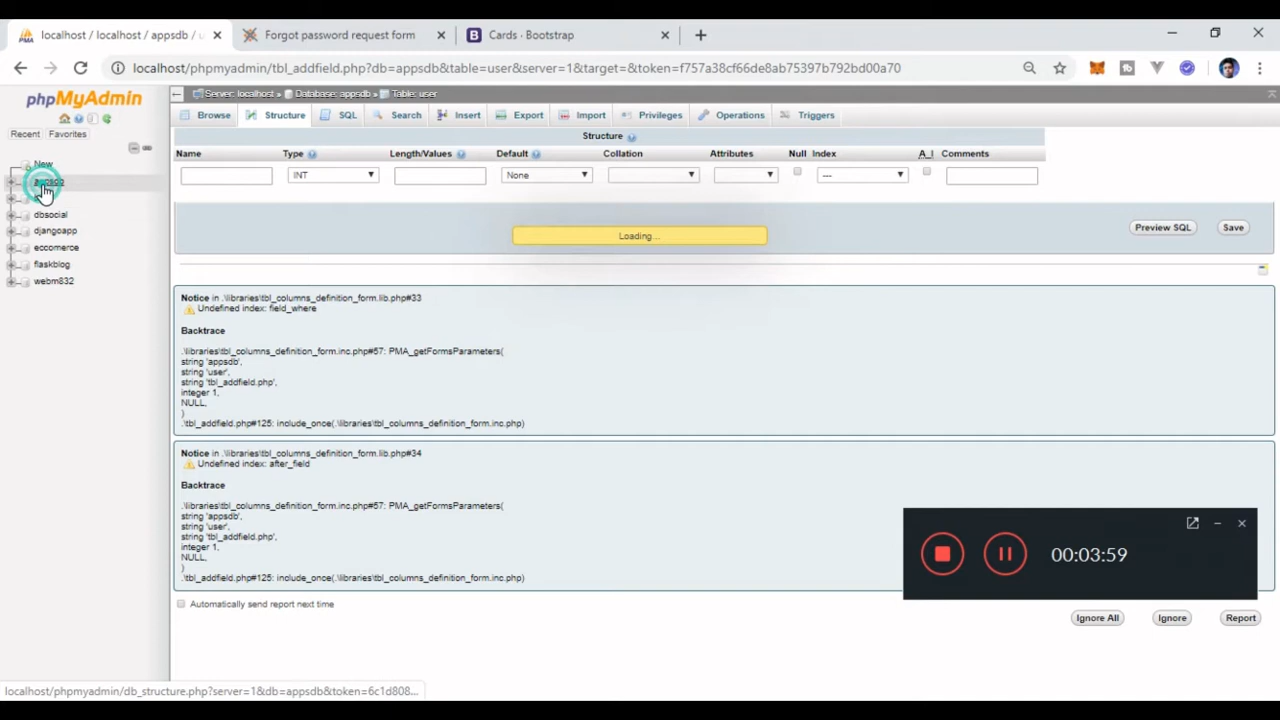 localhost / localhost / appsdb / u
Forgot password request form
Cards · Bootstrap
localhost/phpmyadmin/tbl_addfield.php?db=appsdb&table=user&server=1&target=&token=f757a38cf66de8ab75397b792bd00a70
phpMyAdmin
Recent Favorites
New
dbsocial
djangoapp
eccomerce
flaskblog
webm832
Server: localhost » Database: appsdb » Table: user
Browse Structure SQL Search Insert Export Import Privileges Operations Triggers
Structure
Name Type Length/Values Default Collation Attributes Null Index A_I Comments
INT None ---
Preview SQL Save
Loading...
Notice in .\libraries\tbl_columns_definition_form.lib.php#33
Undefined index: field_where
Backtrace
.\libraries\tbl_columns_definition_form.inc.php#57: PMA_getFormsParameters(
string 'appsdb',
string 'user',
string 'tbl_addfield.php',
integer 1,
NULL,
)
.\tbl_addfield.php#125: include_once(.\libraries\tbl_columns_definition_form.inc.php)
Notice in .\libraries\tbl_columns_definition_form.lib.php#34
Undefined index: after_field
Backtrace
.\libraries\tbl_columns_definition_form.inc.php#57: PMA_getFormsParameters(
string 'appsdb',
string 'user',
string 'tbl_addfield.php',
integer 1,
NULL,
)
.\tbl_addfield.php#125: include_once(.\libraries\tbl_columns_definition_form.inc.php)
00:03:59
Automatically send report next time
Ignore All Ignore Report
localhost/phpmyadmin/db_structure.php?server=1&db=appsdb&token=6c1d808...